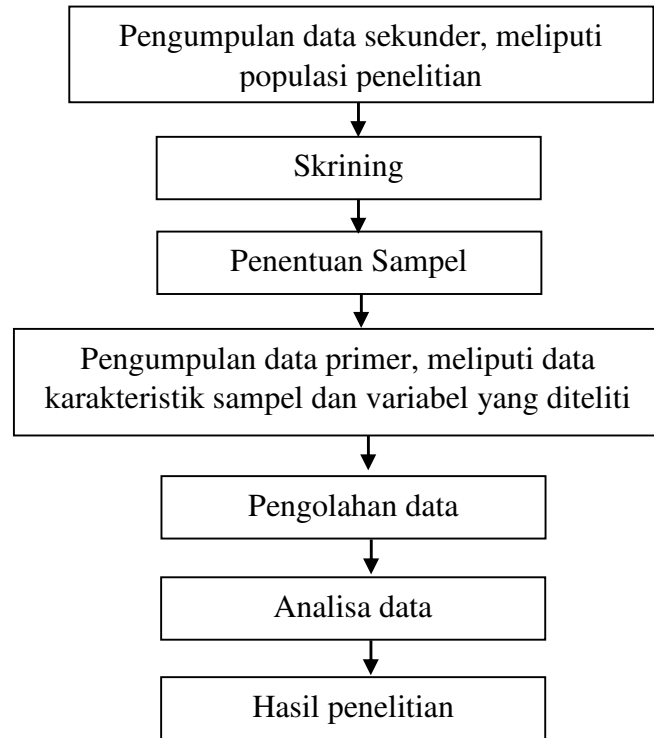 Pengumpulan data sekunder, meliputi
populasi penelitian
Skrining
Penentuan Sampel
Pengumpulan data primer, meliputi data
karakteristik sampel dan variabel yang diteliti
Pengolahan data
Analisa data
Hasil penelitian